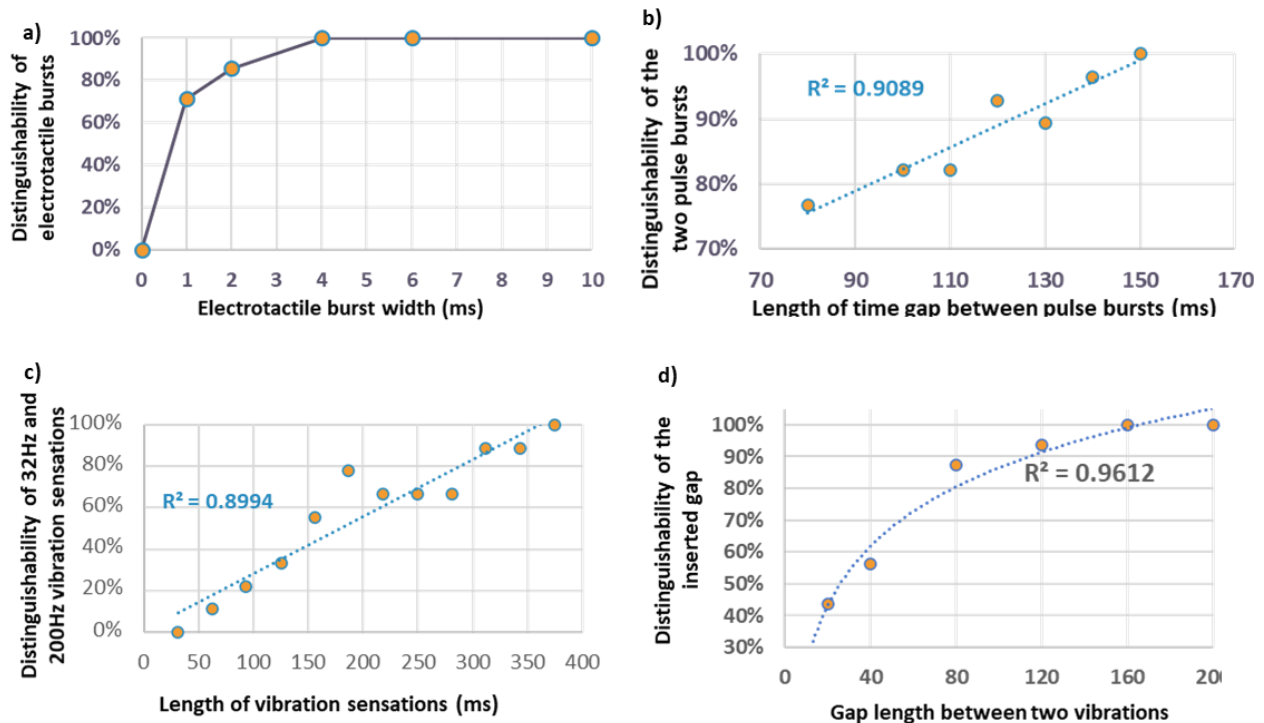 a)
Distinguishability of
electrotactile bursts
100%
80%
60%
40%
20%
0%
0 1 2 3 4 5 6 7 8 9 10
Electrotactile burst width (ms)
b)
Distinguishability of the
two pulse bursts
100%
90%
80%
70%
R² = 0.9089
70 90 110 130 150 170
Length of time gap between pulse bursts (ms)
c)
Distinguishability of 32Hz and
200Hz vibration sensations
100%
80%
60%
40%
20%
0%
R² = 0.8994
0 50 100 150 200 250 300 350 400
Length of vibration sensations (ms)
d)
Distinguishability of the
inserted gap
100%
90%
80%
70%
60%
50%
40%
30%
R² = 0.9612
0 40 80 120 160 200
Gap length between two vibrations